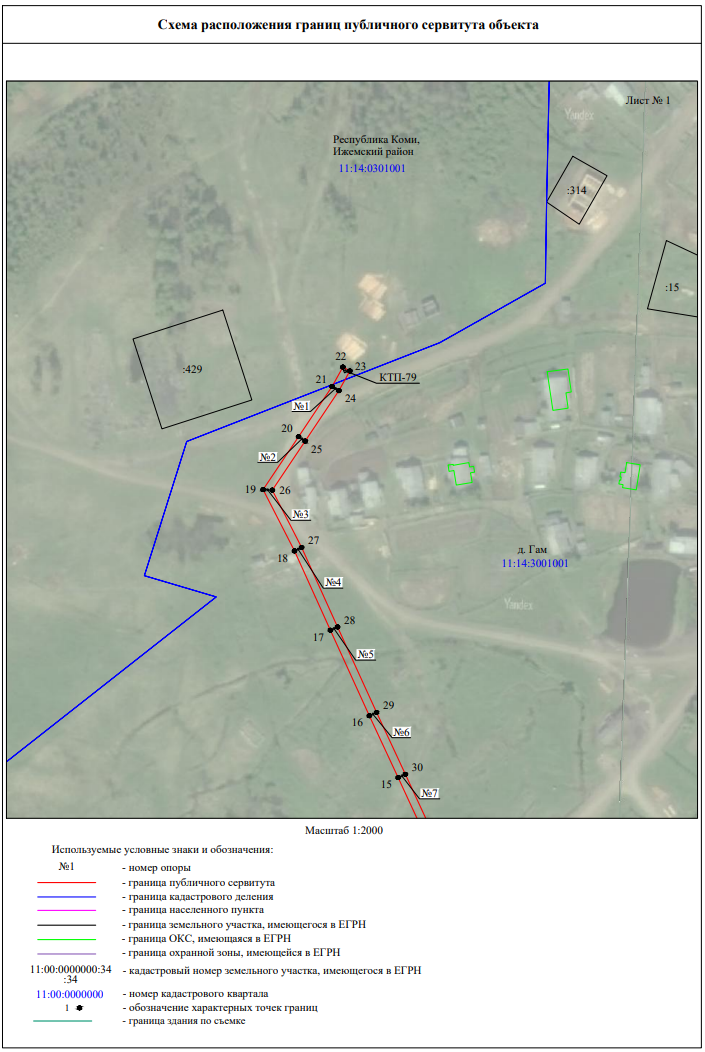 Схема расположения границ публичного сервитута объекта
Лист № 1
Yandex
Республика Коми,
Ижемский район
11:14:0301001
:314
:15
:429
22
23
КТП-79
21
24
№1
20
25
№2
19
26
№3
27
18
№4
д. Гам
11:14:3001001
Yandex
28
17
№5
29
16
№6
30
15
№7
Масштаб 1:2000
Используемые условные знаки и обозначения:
№1 - номер опоры
- граница публичного сервитута
- граница кадастрового деления
- граница населенного пункта
- граница земельного участка, имеющегося в ЕГРН
- граница ОКС, имеющаяся в ЕГРН
- граница охранной зоны, имеющейся в ЕГРН
11:00:0000000:34 - кадастровый номер земельного участка, имеющегося в ЕГРН
:34
11:00:0000000 - номер кадастрового квартала
1 - обозначение характерных точек границ
- граница здания по съемке